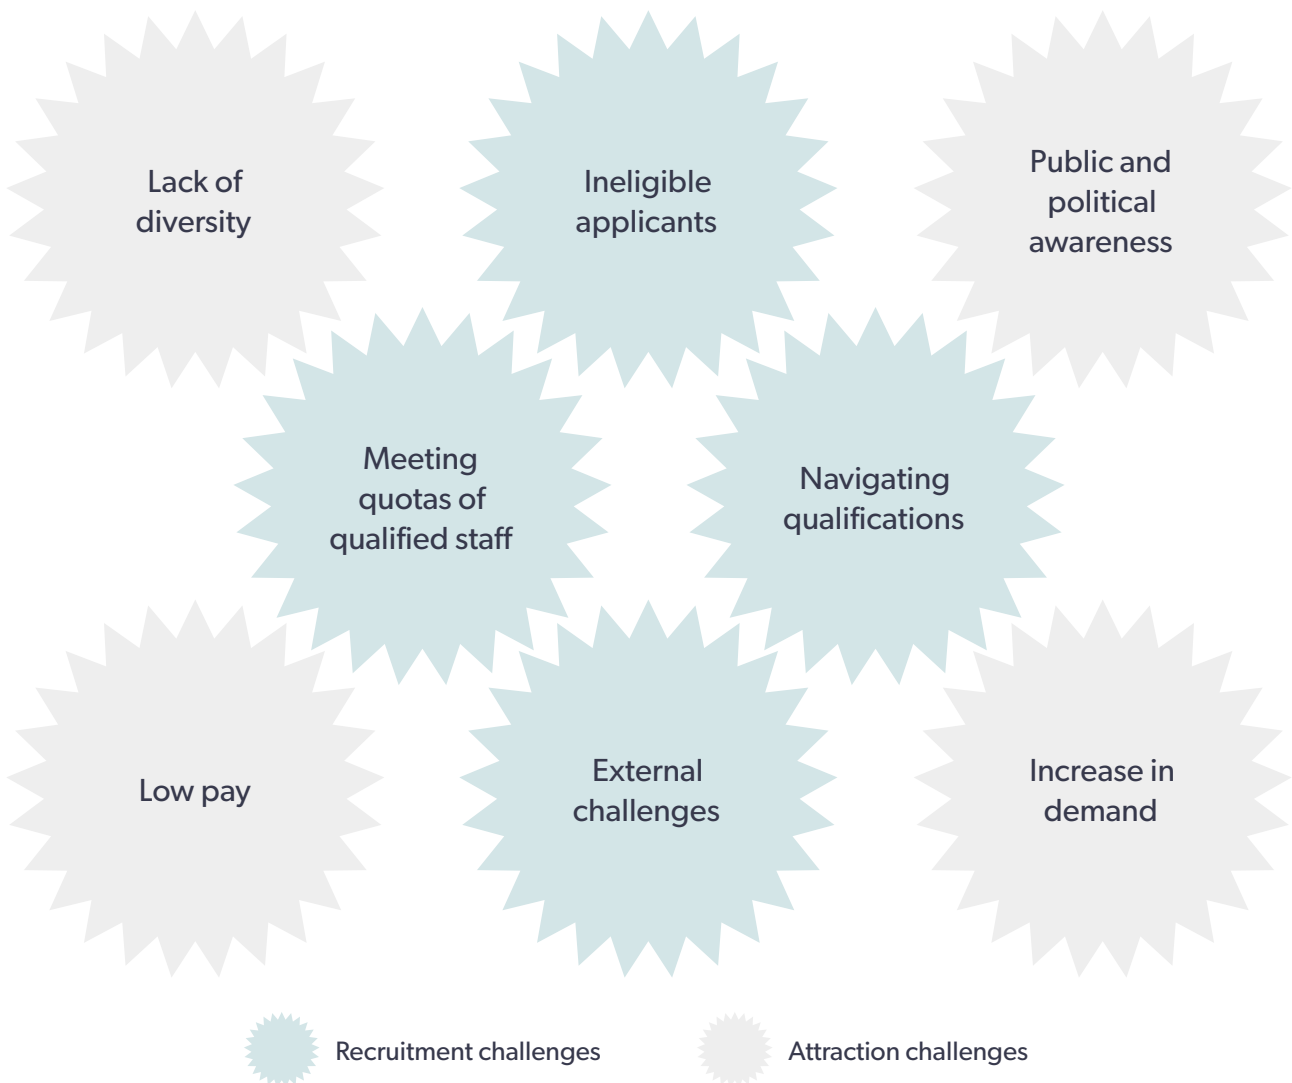 Lack of
diversity
Ineligible
applicants
Public and
political
awareness
Meeting
quotas of
qualified staff
Navigating
qualifications
Low pay
External
challenges
Increase in
demand
Recruitment challenges
Attraction challenges